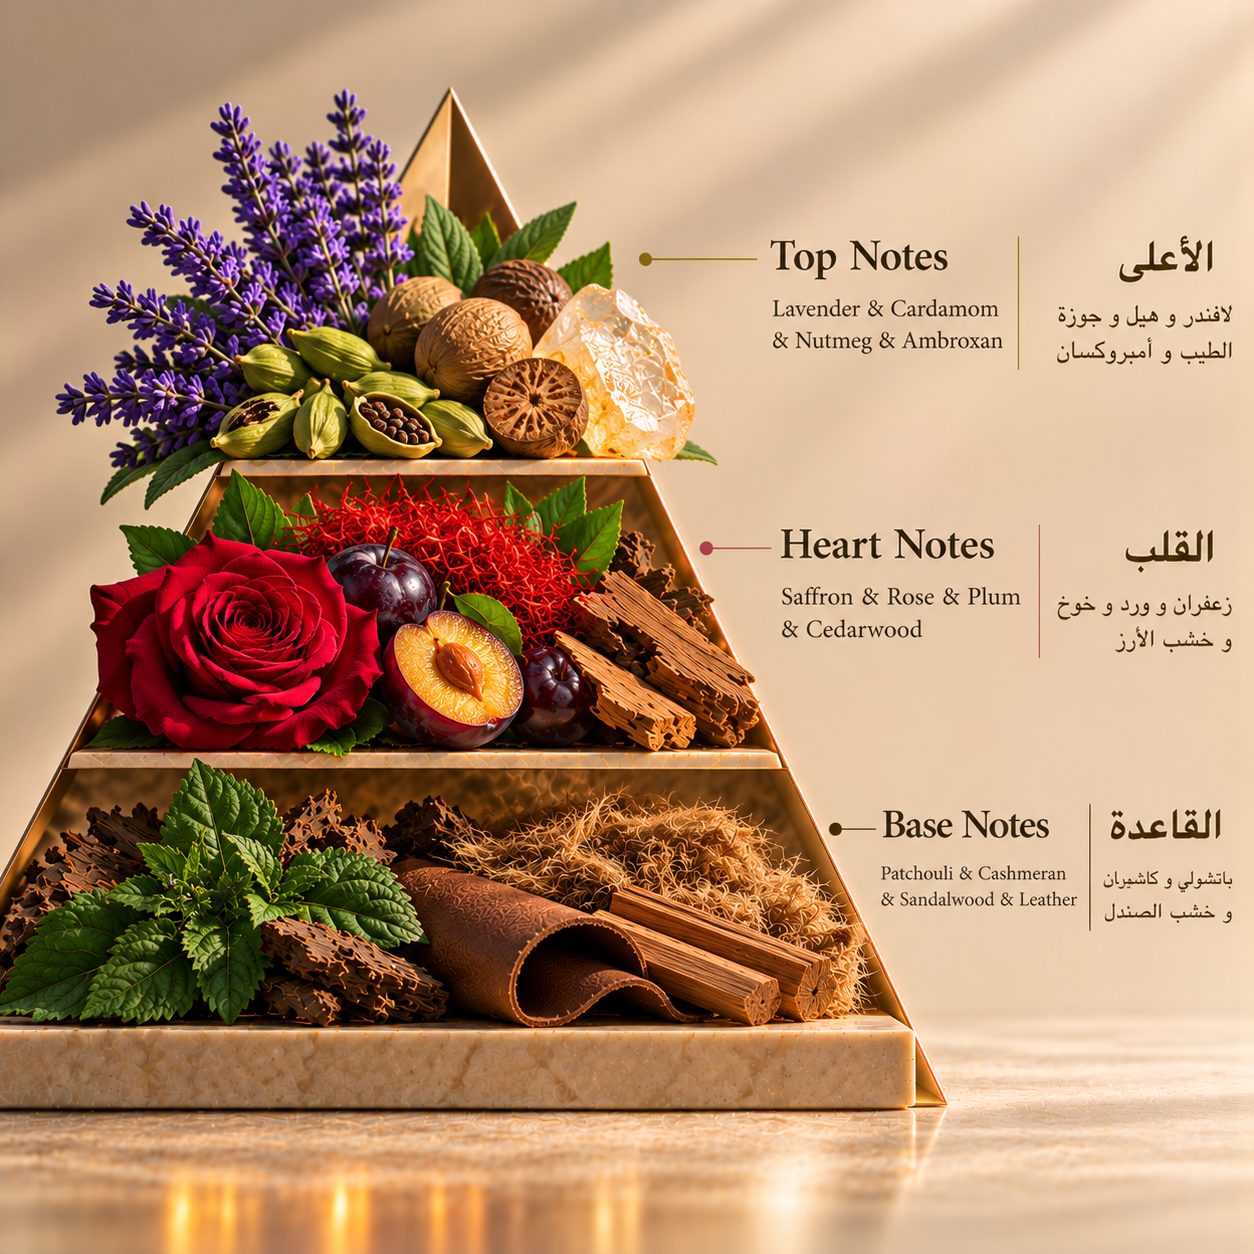 Top Notes
Lavender & Cardamom
& Nutmeg & Ambroxan
الأعلى
لافندر و هيل و جوزة
الطيب و أمبروكسان
Heart Notes
Saffron & Rose & Plum
& Cedarwood
القلب
زعفران و ورد و خوخ
و خشب الأرز
Base Notes
Patchouli & Cashmeran
& Sandalwood & Leather
القاعدة
باتشولي و كاشيران
و خشب الصندل